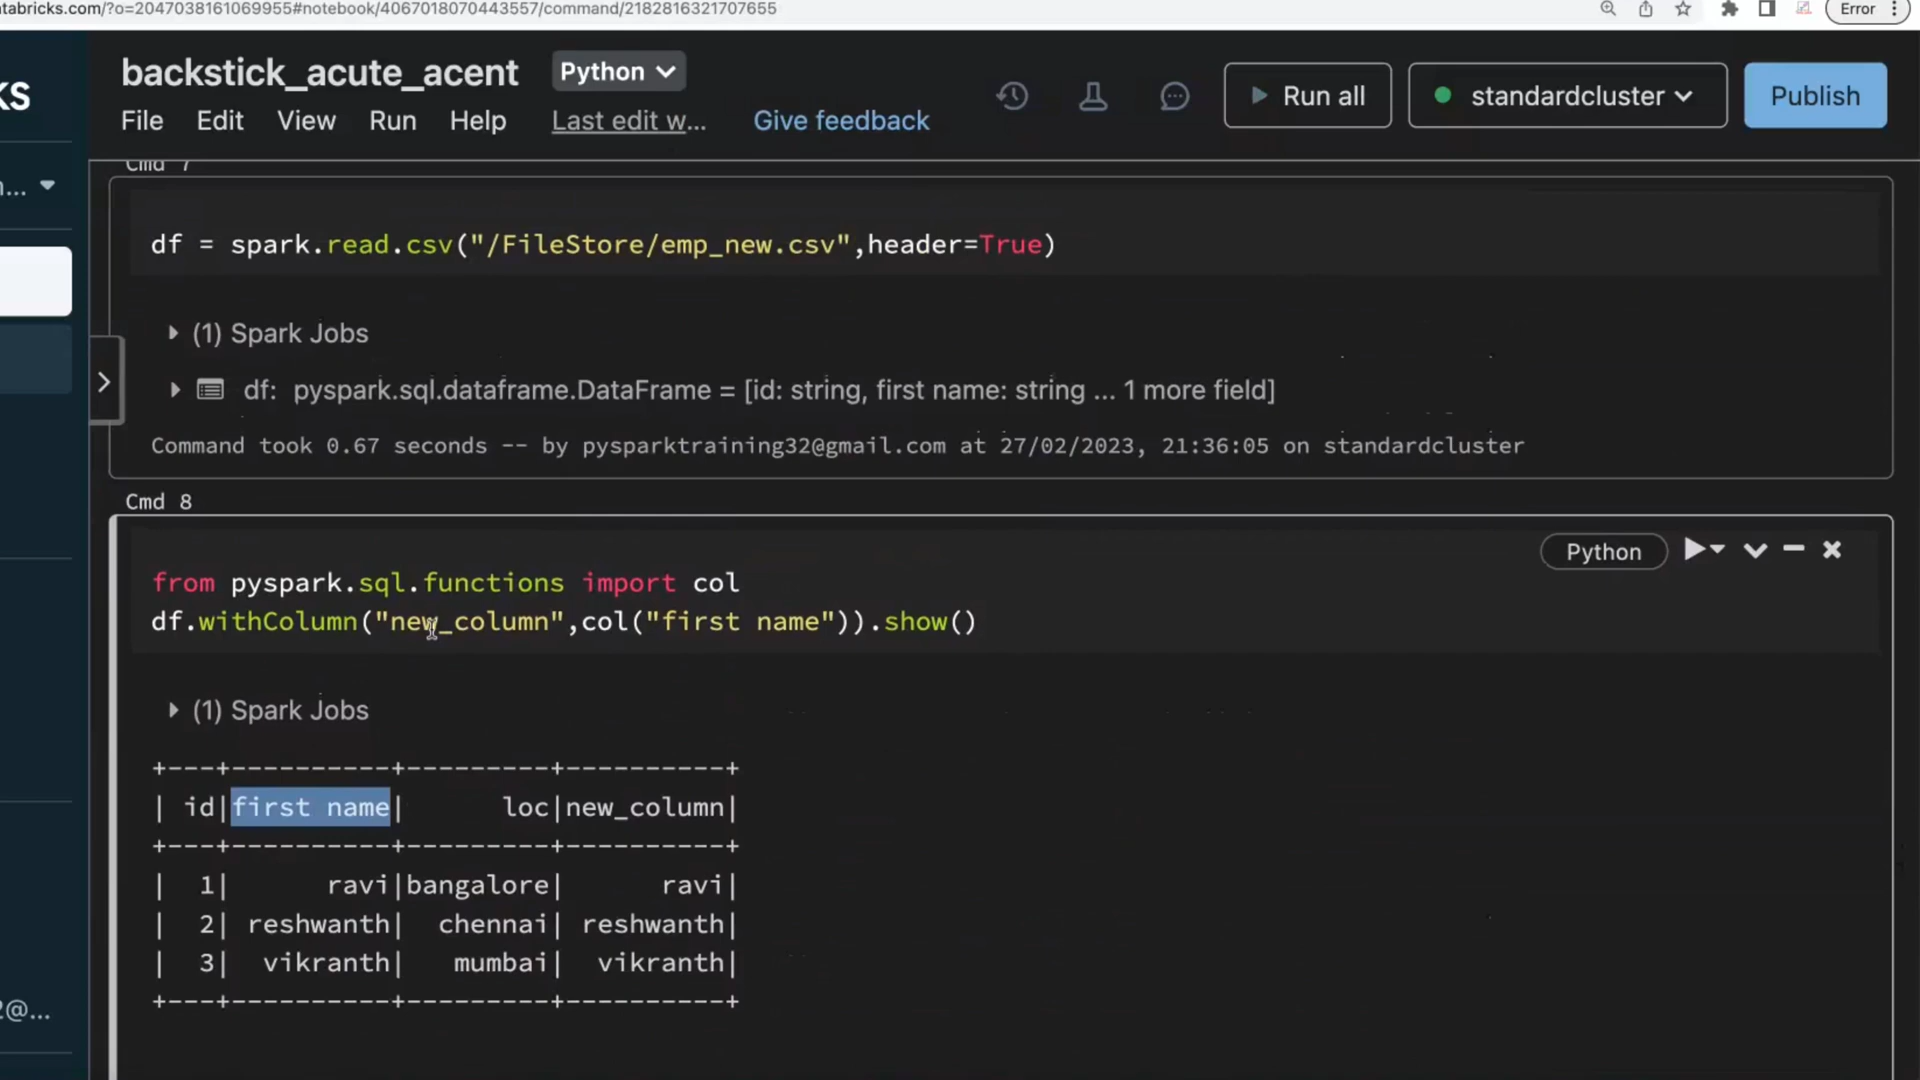 atabricks.com/?o=2047038161069955#notebook/4067018070443557/command/2182816321707655
Error
KS
backstick_acute_acent Python
File Edit View Run Help Last edit w... Give feedback
Run all standardcluster Publish
n...
2@...
Cmd 7
df = spark.read.csv("/FileStore/emp_new.csv",header=True)
(1) Spark Jobs
df: pyspark.sql.dataframe.DataFrame = [id: string, first name: string ... 1 more field]
Command took 0.67 seconds -- by pysparktraining32@gmail.com at 27/02/2023, 21:36:05 on standardcluster
Cmd 8
Python
from pyspark.sql.functions import col
df.withColumn("new_column",col("first name")).show()
(1) Spark Jobs
+---+----------+---------+----------+
| id|first name|      loc|new_column|
+---+----------+---------+----------+
|  1|      ravi|bangalore|      ravi|
|  2| reshwanth|  chennai| reshwanth|
|  3|  vikranth|   mumbai|  vikranth|
+---+----------+---------+----------+